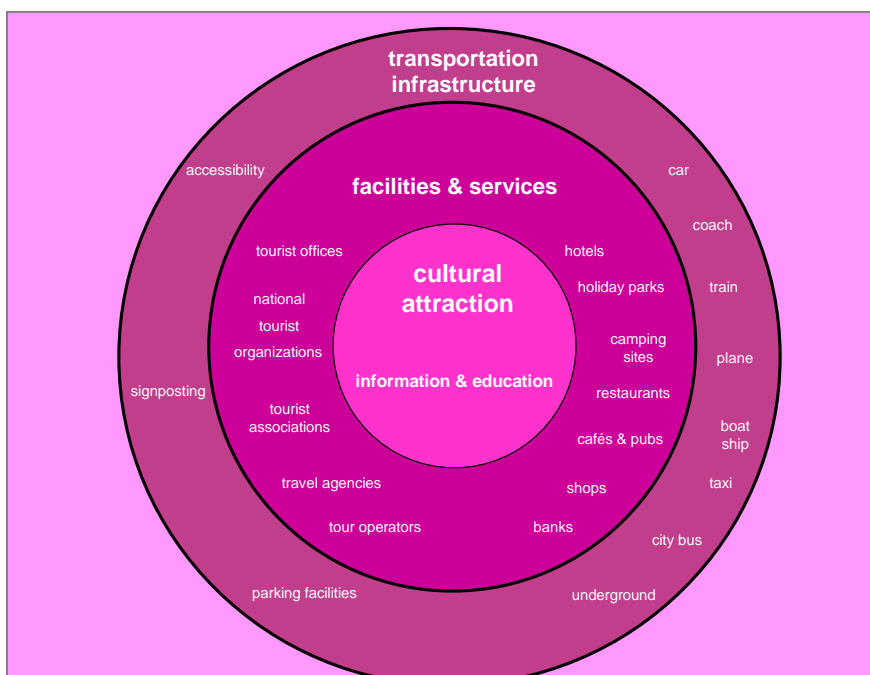 transportation
infrastructure
accessibility
car
facilities & services
coach
tourist offices
hotels
cultural
attraction
national
tourist
organizations
holiday parks
train
camping
sites
plane
information & education
signposting
restaurants
tourist
associations
cafés & pubs
boat
ship
travel agencies
shops
taxi
tour operators
banks
city bus
parking facilities
underground